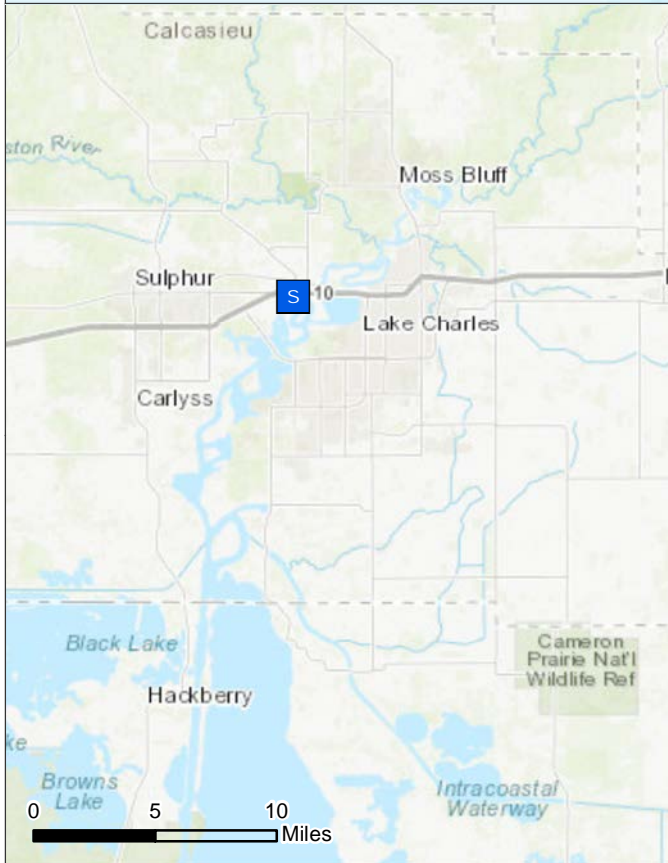 Calcasieu
ston River
Moss Bluff
Sulphur
S
10
Lake Charles
Carlyss
Black Lake
Cameron
Prairie Nat'l
Wildlife Ref
Hackberry
ke
Browns
Lake
Intracoastal
Waterway
0 5 10
Miles